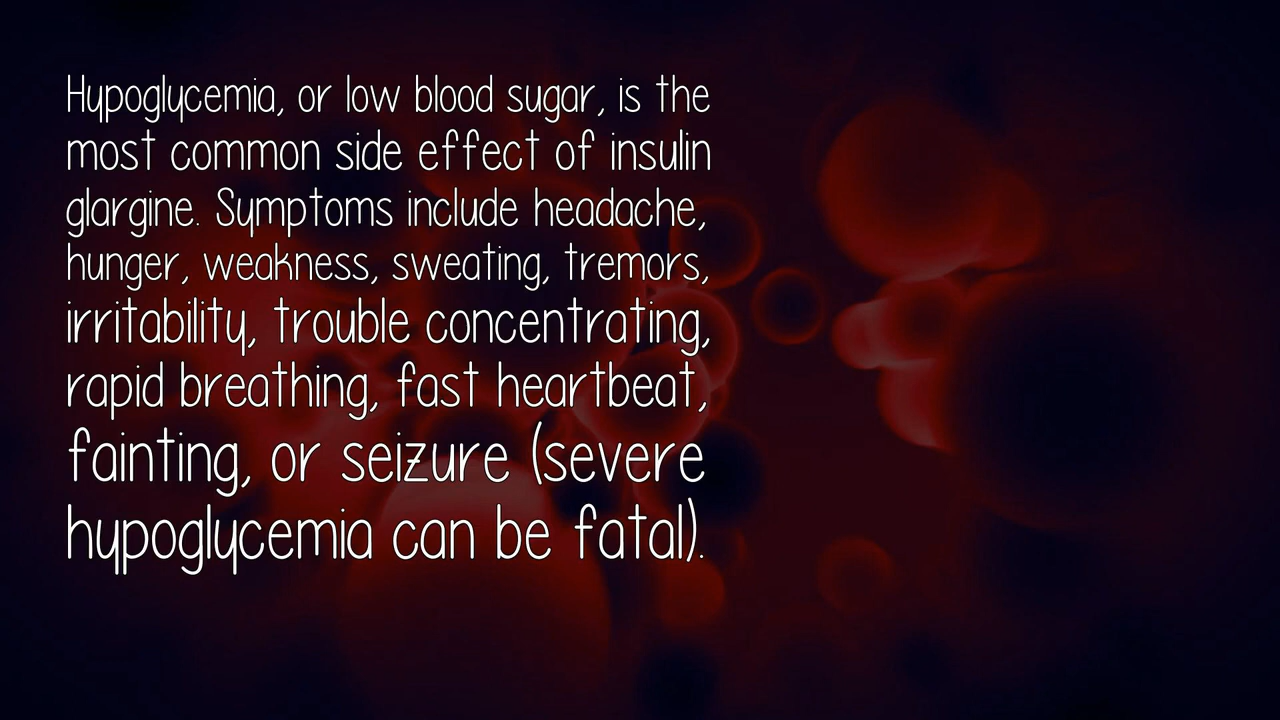 Hypoglycemia, or low blood sugar, is the
most common side effect of insulin
glargine. Symptoms include headache,
hunger, weakness, sweating, tremors,
irritability, trouble concentrating,
rapid breathing, fast heartbeat,
fainting, or seizure (severe
hypoglycemia can be fatal).